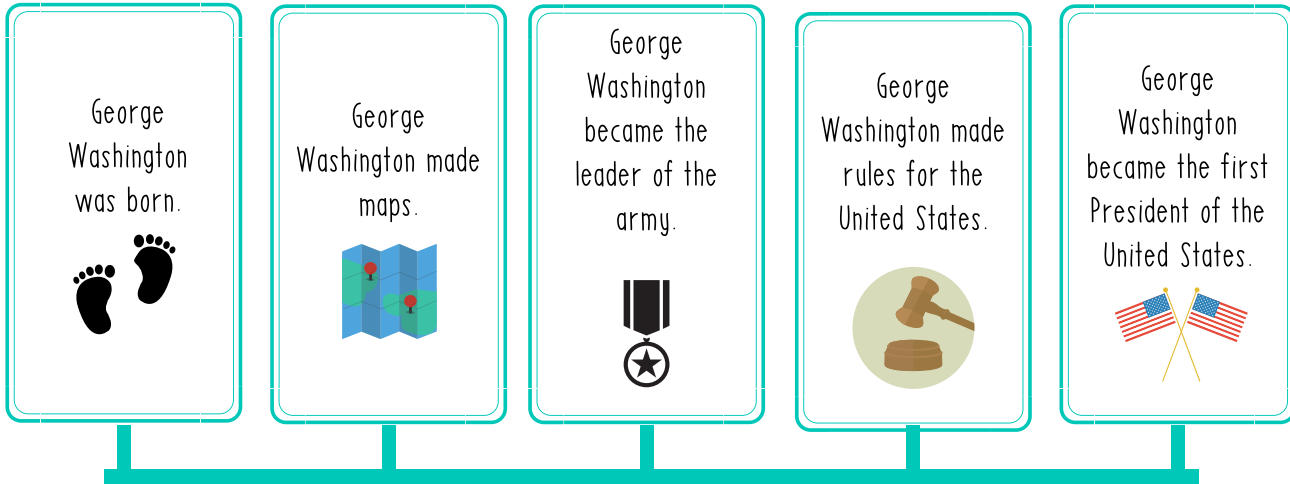 George
Washington
was born.
George
Washington made
maps.
George
Washington
became the
leader of the
army.
George
Washington made
rules for the
United States.
George
Washington
became the first
President of the
United States.